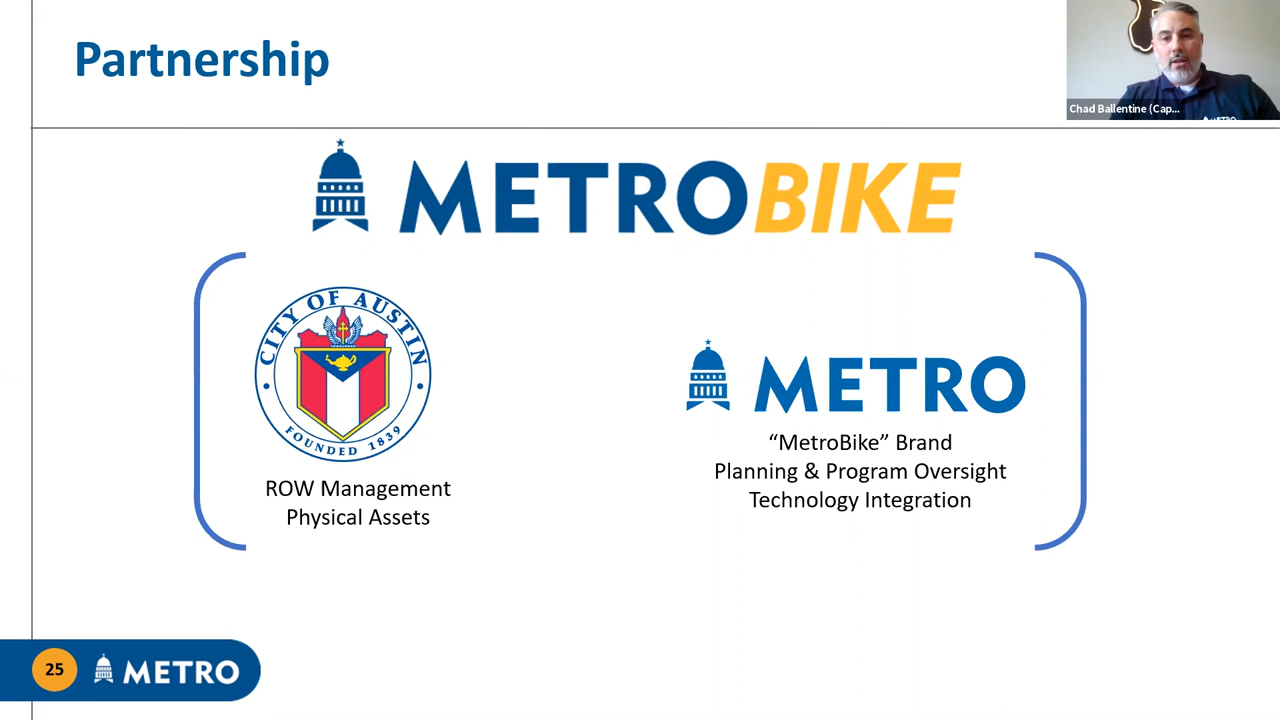 Partnership
Chad Ballentine (Cap...
METRO
METROBIKE
CITY OF AUSTIN
FOUNDED 1839
ROW Management
Physical Assets
METRO
“MetroBike” Brand
Planning & Program Oversight
Technology Integration
25
METRO